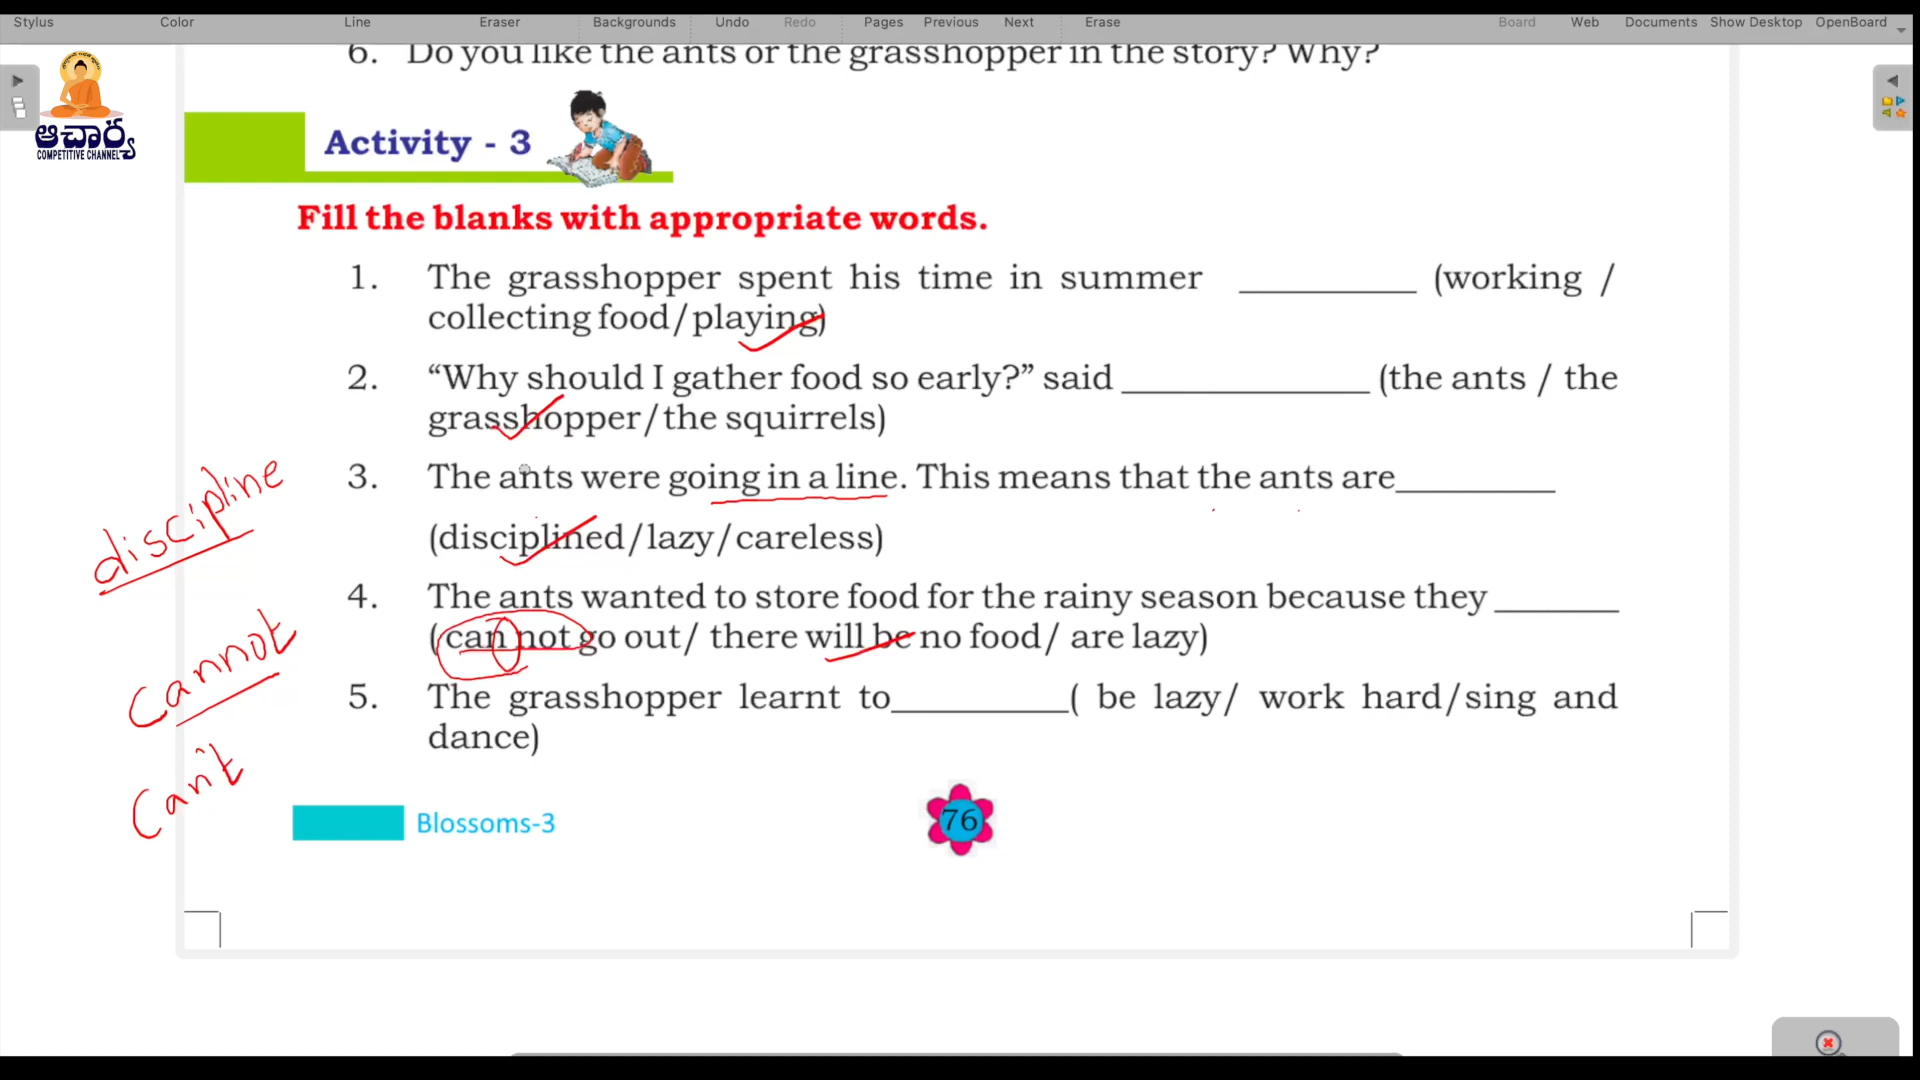 Stylus Color Line Eraser Backgrounds Undo Redo Pages Previous Next Erase Board Web Documents Show Desktop OpenBoard
6. Do you like the ants or the grasshopper in the story? Why?
ఆచార్య
COMPETITIVE CHANNEL
Activity - 3
Fill the blanks with appropriate words.
1. The grasshopper spent his time in summer __________ (working /
collecting food/playing)
2. “Why should I gather food so early?” said ______________ (the ants / the
grasshopper/the squirrels)
3. The ants were going in a line. This means that the ants are_________
(disciplined/lazy/careless)
discipline
4. The ants wanted to store food for the rainy season because they _______
(can not go out/ there will be no food/ are lazy)
cannot
5. The grasshopper learnt to__________( be lazy/ work hard/sing and
dance)
can't
Blossoms-3
76